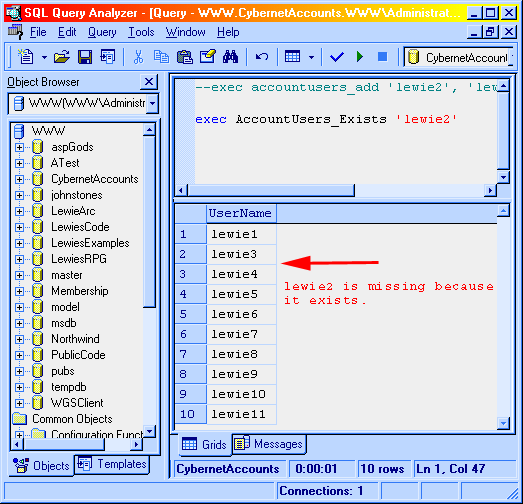 SQL Query Analyzer - [Query - WWW.CybernetAccounts.WWW\Administrat...
File Edit Query Tools Window Help
CybernetAccount
Object Browser
WWW(WWW\Administr
WWW
aspGods
ATest
CybernetAccounts
johnstones
LewieArc
LewiesCode
LewiesExamples
LewiesRPG
master
Membership
model
msdb
Northwind
PublicCode
pubs
tempdb
WGSClient
Common Objects
Configuration Funct
Objects Templates
--exec accountusers_add 'lewie2', 'lew
exec AccountUsers_Exists 'lewie2'
UserName
1 lewie1
2 lewie3
3 lewie4
4 lewie5
5 lewie6
6 lewie7
7 lewie8
8 lewie9
9 lewie10
10 lewie11
lewie2 is missing because
it exists.
Grids Messages
CybernetAccounts 0:00:01 10 rows Ln 1, Col 47
Connections: 1